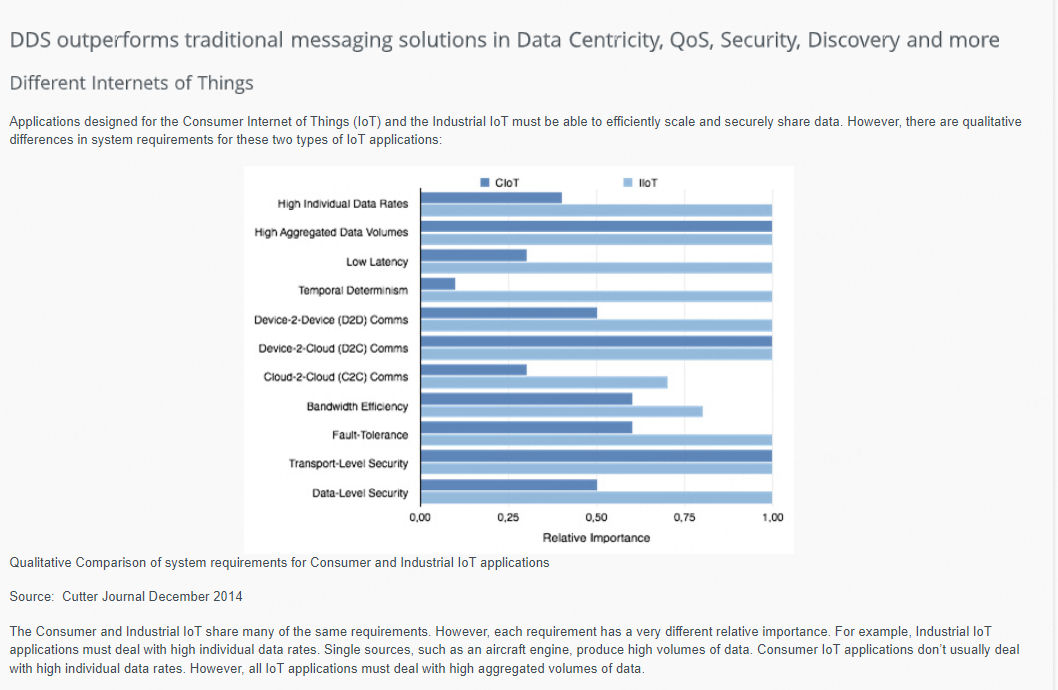 DDS outperforms traditional messaging solutions in Data Centricity, QoS, Security, Discovery and more
Different Internets of Things
Applications designed for the Consumer Internet of Things (IoT) and the Industrial IoT must be able to efficiently scale and securely share data. However, there are qualitative
differences in system requirements for these two types of IoT applications:
CIoT IIoT
High Individual Data Rates
High Aggregated Data Volumes
Low Latency
Temporal Determinism
Device-2-Device (D2D) Comms
Device-2-Cloud (D2C) Comms
Cloud-2-Cloud (C2C) Comms
Bandwidth Efficiency
Fault-Tolerance
Transport-Level Security
Data-Level Security
0,00 0,25 0,50 0,75 1,00
Relative Importance
Qualitative Comparison of system requirements for Consumer and Industrial IoT applications
Source: Cutter Journal December 2014
The Consumer and Industrial IoT share many of the same requirements. However, each requirement has a very different relative importance. For example, Industrial IoT
applications must deal with high individual data rates. Single sources, such as an aircraft engine, produce high volumes of data. Consumer IoT applications don't usually deal
with high individual data rates. However, all IoT applications must deal with high aggregated volumes of data.